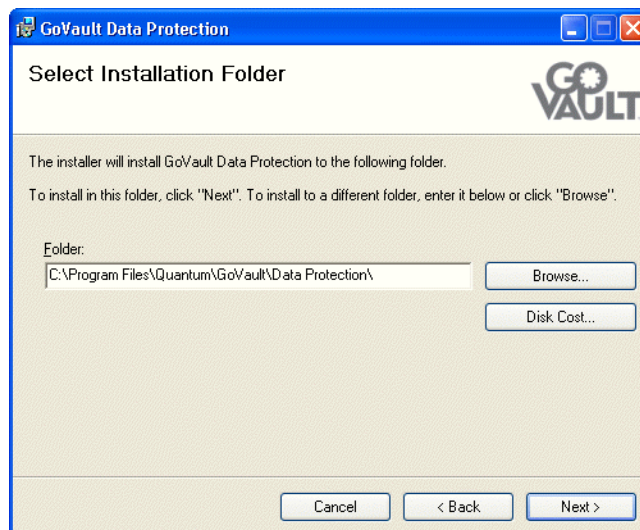 GoVault Data Protection
Select Installation Folder
GO
VAULT
The installer will install GoVault Data Protection to the following folder.
To install in this folder, click "Next". To install to a different folder, enter it below or click "Browse".
Folder:
C:\Program Files\Quantum\GoVault\Data Protection\
Browse...
Disk Cost...
Cancel
< Back
Next >